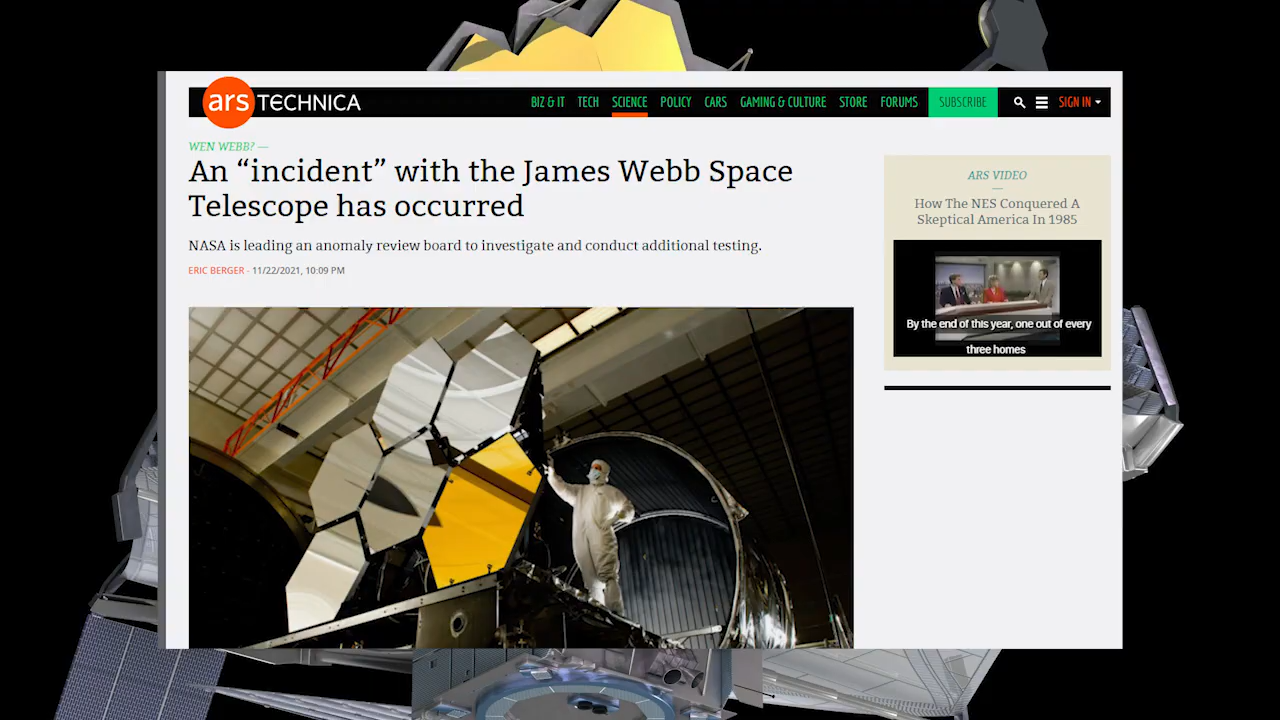 ars TECHNICA
BIZ & IT TECH SCIENCE POLICY CARS GAMING & CULTURE STORE FORUMS SUBSCRIBE SIGN IN
WEN WEBB? —
An “incident” with the James Webb Space
Telescope has occurred
NASA is leading an anomaly review board to investigate and conduct additional testing.
ERIC BERGER - 11/22/2021, 10:09 PM
ARS VIDEO
—
How The NES Conquered A
Skeptical America In 1985
By the end of this year, one out of every
three homes